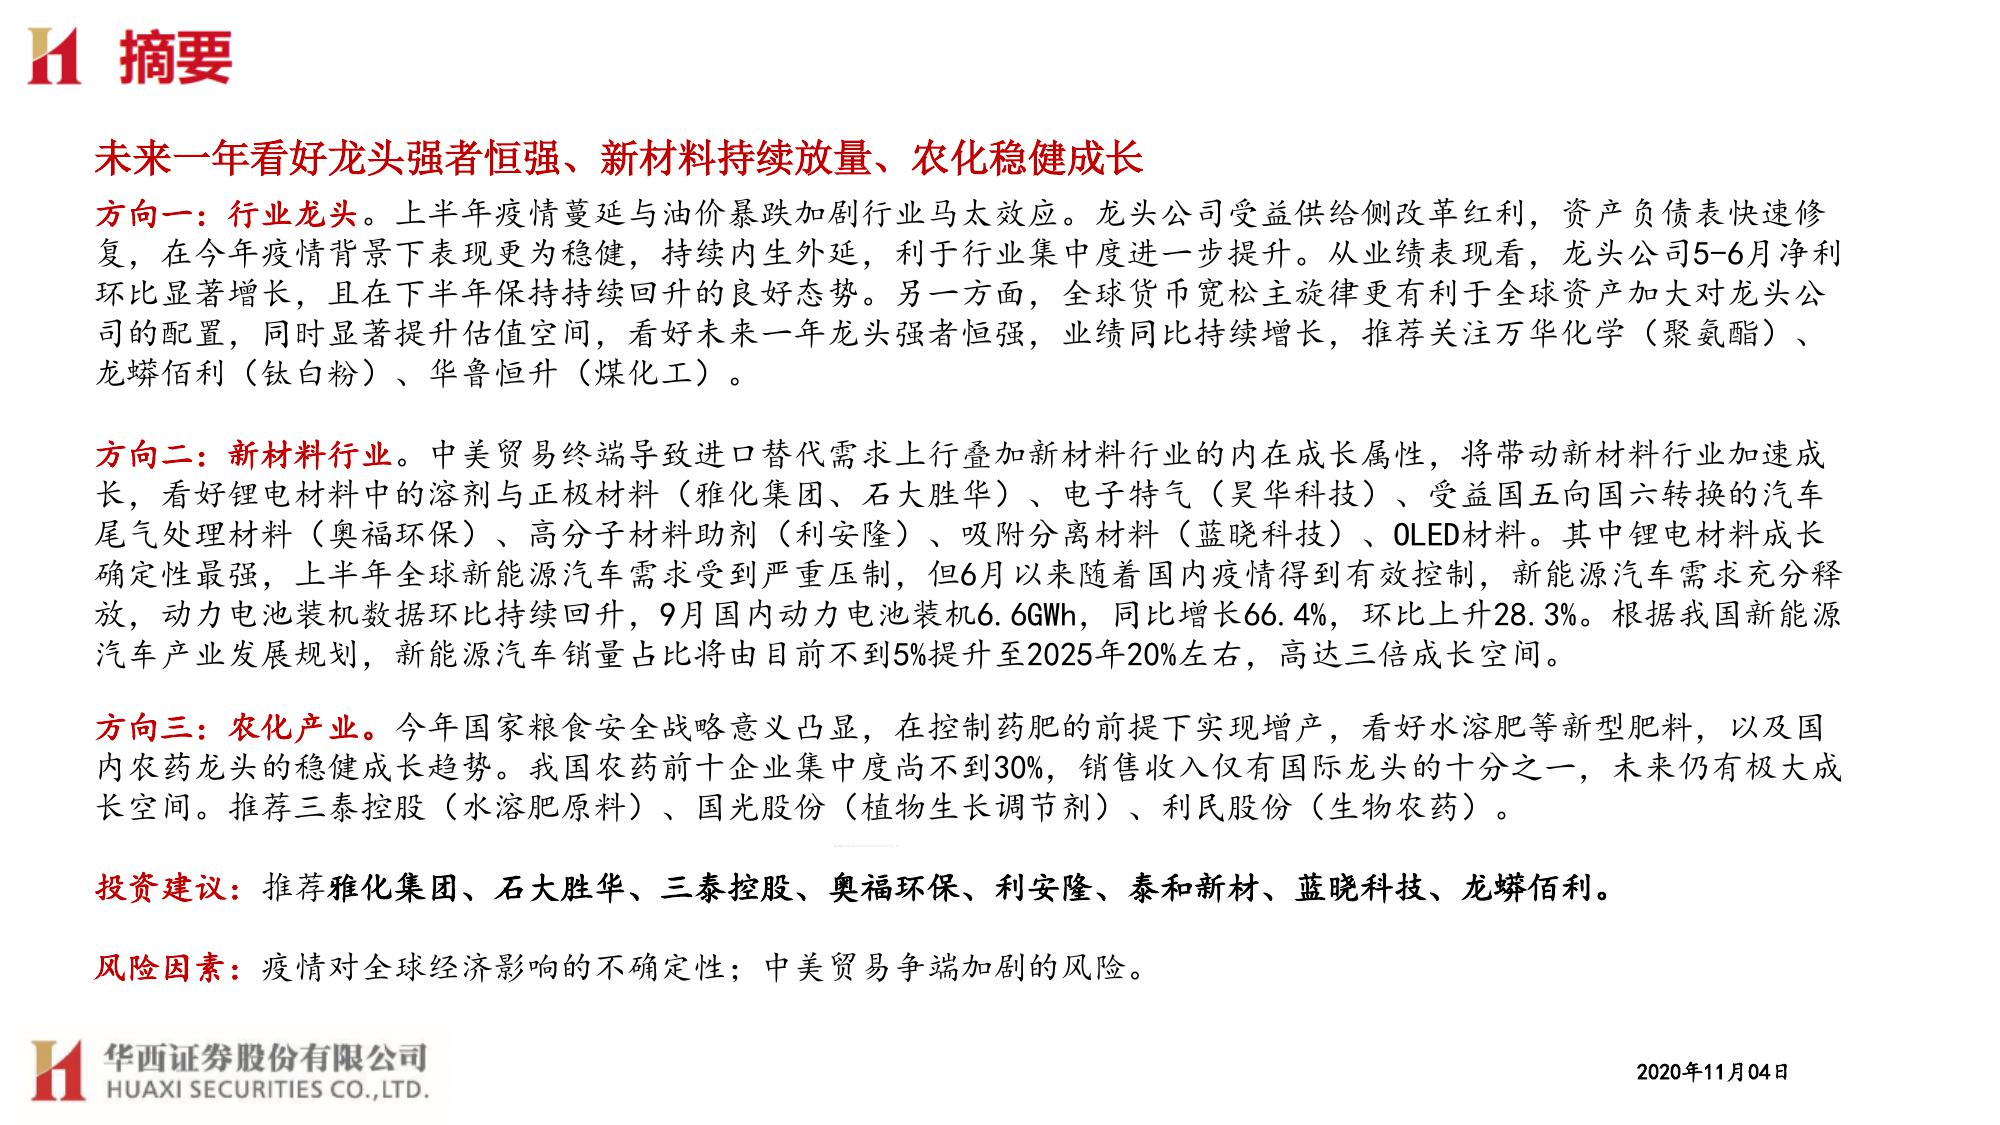 摘要
未来一年看好龙头强者恒强、新材料持续放量、农化稳健成长
方向一：行业龙头。上半年疫情蔓延与油价暴跌加剧行业马太效应。龙头公司受益供给侧改革红利，资产负债表快速修
复，在今年疫情背景下表现更为稳健，持续内生外延，利于行业集中度进一步提升。从业绩表现看，龙头公司5-6月净利
环比显著增长，且在下半年保持持续回升的良好态势。另一方面，全球货币宽松主旋律更有利于全球资产加大对龙头公
司的配置，同时显著提升估值空间，看好未来一年龙头强者恒强，业绩同比持续增长，推荐关注万华化学（聚氨酯）、
龙蟒佰利（钛白粉）、华鲁恒升（煤化工）。
方向二：新材料行业。中美贸易终端导致进口替代需求上行叠加新材料行业的内在成长属性，将带动新材料行业加速成
长，看好锂电材料中的溶剂与正极材料（雅化集团、石大胜华）、电子特气（昊华科技）、受益国五向国六转换的汽车
尾气处理材料（奥福环保）、高分子材料助剂（利安隆）、吸附分离材料（蓝晓科技）、OLED材料。其中锂电材料成长
确定性最强，上半年全球新能源汽车需求受到严重压制，但6月以来随着国内疫情得到有效控制，新能源汽车需求充分释
放，动力电池装机数据环比持续回升，9月国内动力电池装机6.6GWh，同比增长66.4%，环比上升28.3%。根据我国新能源
汽车产业发展规划，新能源汽车销量占比将由目前不到5%提升至2025年20%左右，高达三倍成长空间。
方向三：农化产业。今年国家粮食安全战略意义凸显，在控制药肥的前提下实现增产，看好水溶肥等新型肥料，以及国
内农药龙头的稳健成长趋势。我国农药前十企业集中度尚不到30%，销售收入仅有国际龙头的十分之一，未来仍有极大成
长空间。推荐三泰控股（水溶肥原料）、国光股份（植物生长调节剂）、利民股份（生物农药）。
投资建议：推荐雅化集团、石大胜华、三泰控股、奥福环保、利安隆、泰和新材、蓝晓科技、龙蟒佰利。
风险因素：疫情对全球经济影响的不确定性；中美贸易争端加剧的风险。
华西证券股份有限公司
HUAXI SECURITIES CO.,LTD.
2020年11月04日